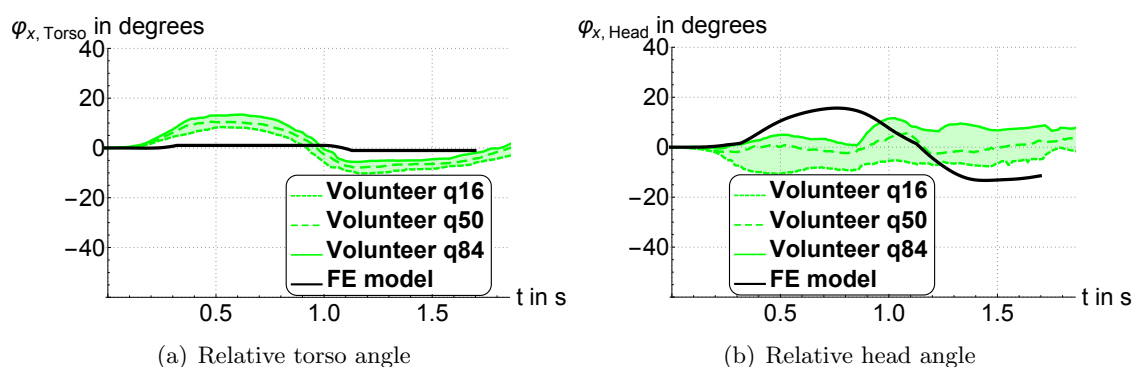 φx, Torso in degrees
40
20
0
−20
−40
0.5
1.0
1.5
t in s
Volunteer q16
Volunteer q50
Volunteer q84
FE model
(a) Relative torso angle
φx, Head in degrees
40
20
0
−20
−40
0.5
1.0
1.5
t in s
Volunteer q16
Volunteer q50
Volunteer q84
FE model
(b) Relative head angle